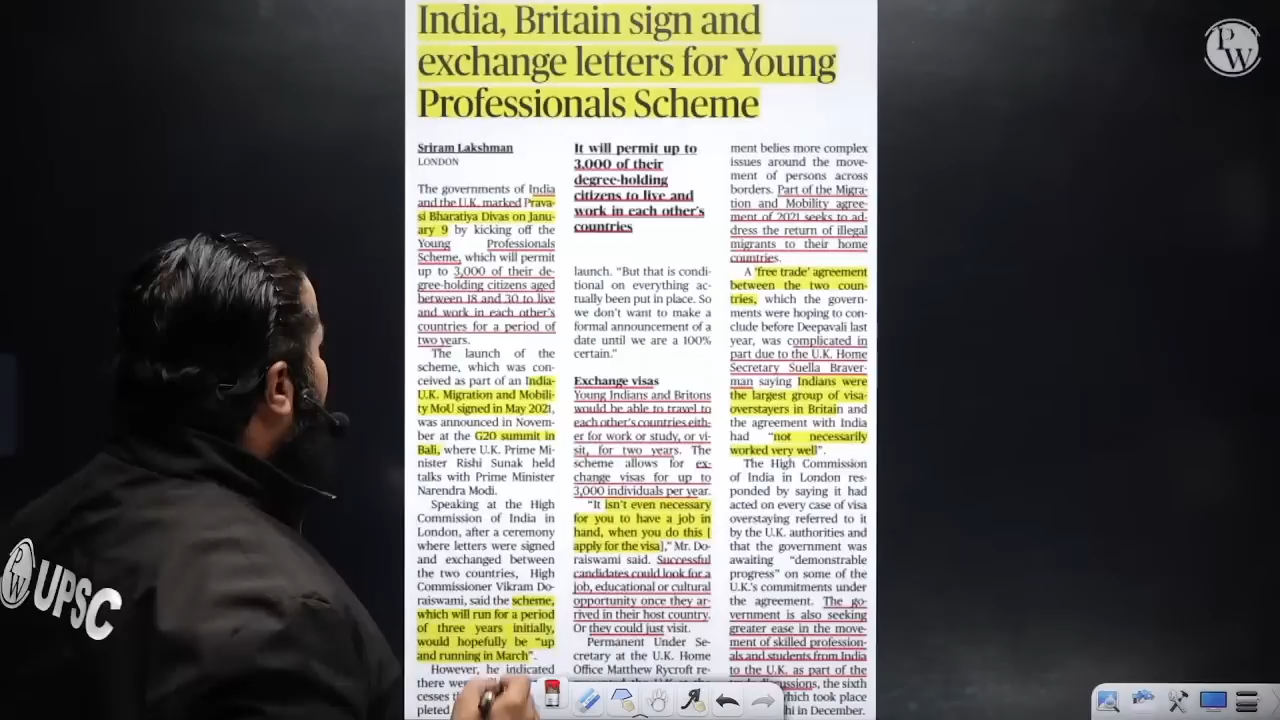 India, Britain sign and
exchange letters for Young
Professionals Scheme
Sriram Lakshman
LONDON
The governments of India
and the U.K. marked Prava-
si Bharatiya Divas on Janu-
ary 9 by kicking off the
Young Professionals
Scheme, which will permit
up to 3,000 of their de-
gree-holding citizens aged
between 18 and 30 to live
and work in each other's
countries for a period of
two years.
The launch of the
scheme, which was con-
ceived as part of an India-
U.K. Migration and Mobili-
ty MoU signed in May 2021,
was announced in Novem-
ber at the G20 summit in
Bali, where U.K. Prime Mi-
nister Rishi Sunak held
talks with Prime Minister
Narendra Modi.
Speaking at the High
Commission of India in
London, after a ceremony
where letters were signed
and exchanged between
the two countries, High
Commissioner Vikram Do-
raiswami, said the scheme,
which will run for a period
of three years initially,
would hopefully be "up
and running in March".
However, he indicated
there were
cesses
pleted
It will permit up to
3,000 of their
degree-holding
citizens to live and
work in each other's
countries
launch. "But that is condi-
tional on everything ac-
tually been put in place. So
we don't want to make a
formal announcement of a
date until we are a 100%
certain."
Exchange visas
Young Indians and Britons
would be able to travel to
each other's countries eith-
er for work or study, or vi-
sit, for two years. The
scheme allows for ex-
change visas for up to
3,000 individuals per year.
"It isn't even necessary
for you to have a job in
hand, when you do this [
apply for the visa]," Mr. Do-
raiswami said. Successful
candidates could look for a
job, educational or cultural
opportunity once they ar-
rived in their host country.
Or they could just visit.
Permanent Under Se-
cretary at the U.K. Home
Office Matthew Rycroft re-
ment belies more complex
issues around the move-
ment of persons across
borders. Part of the Migra-
tion and Mobility agree-
ment of 2021 seeks to ad-
dress the return of illegal
migrants to their home
countries.
A 'free trade' agreement
between the two coun-
tries, which the govern-
ments were hoping to con-
clude before Deepavali last
year, was complicated in
part due to the U.K. Home
Secretary Suella Braver-
man saying Indians were
the largest group of visa-
overstayers in Britain and
the agreement with India
had "not necessarily
worked very well".
The High Commission
of India in London res-
ponded by saying it had
acted on every case of visa
overstaying referred to it
by the U.K. authorities and
that the government was
awaiting "demonstrable
progress" on some of the
U.K.'s commitments under
the agreement. The go-
vernment is also seeking
greater ease in the move-
ment of skilled profession-
als and students from India
to the U.K. as part of the
discussions, the sixth
which took place
in December.
PW
PW UPSC